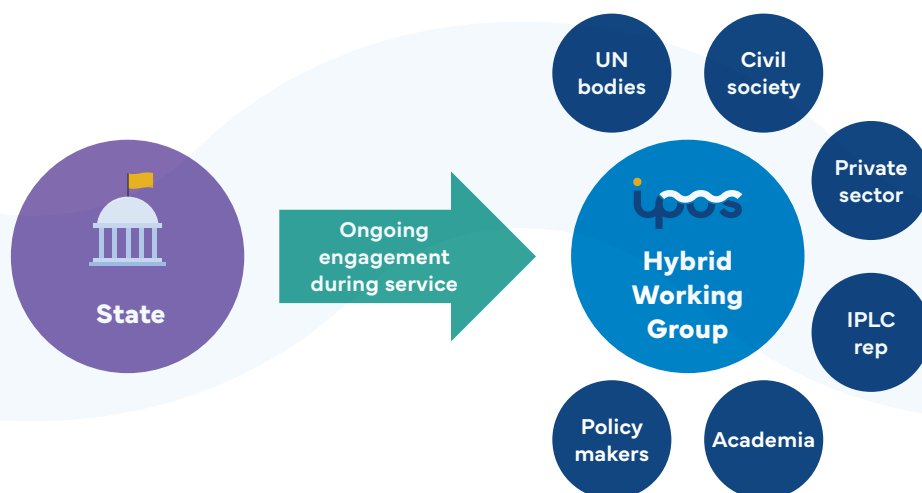 State
Ongoing
engagement
during service
ipos
Hybrid
Working
Group
UN
bodies
Civil
society
Private
sector
IPLC
rep
Academia
Policy
makers